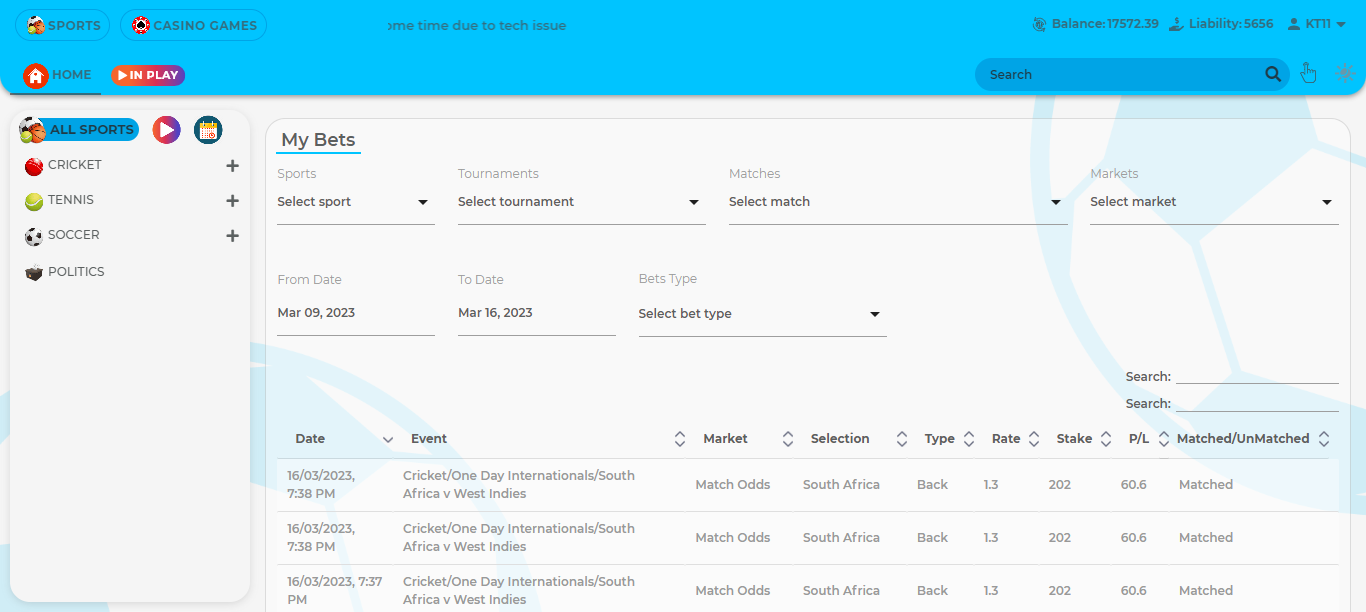 SPORTS
CASINO GAMES
ome time due to tech issue
Balance:17572.39
Liability:5656
KT11
HOME
IN PLAY
Search
ALL SPORTS
CRICKET
TENNIS
SOCCER
POLITICS
My Bets
Sports Tournaments Matches Markets
Select sport Select tournament Select match Select market
From Date To Date Bets Type
Mar 09, 2023 Mar 16, 2023 Select bet type
Search:
Search:
Date Event Market Selection Type Rate Stake P/L Matched/UnMatched
16/03/2023, Cricket/One Day Internationals/South
7:38 PM Africa v West Indies
Match Odds South Africa Back 1.3 202 60.6 Matched
16/03/2023, Cricket/One Day Internationals/South
7:38 PM Africa v West Indies
Match Odds South Africa Back 1.3 202 60.6 Matched
16/03/2023, 7:37 Cricket/One Day Internationals/South
PM Africa v West Indies
Match Odds South Africa Back 1.3 202 60.6 Matched